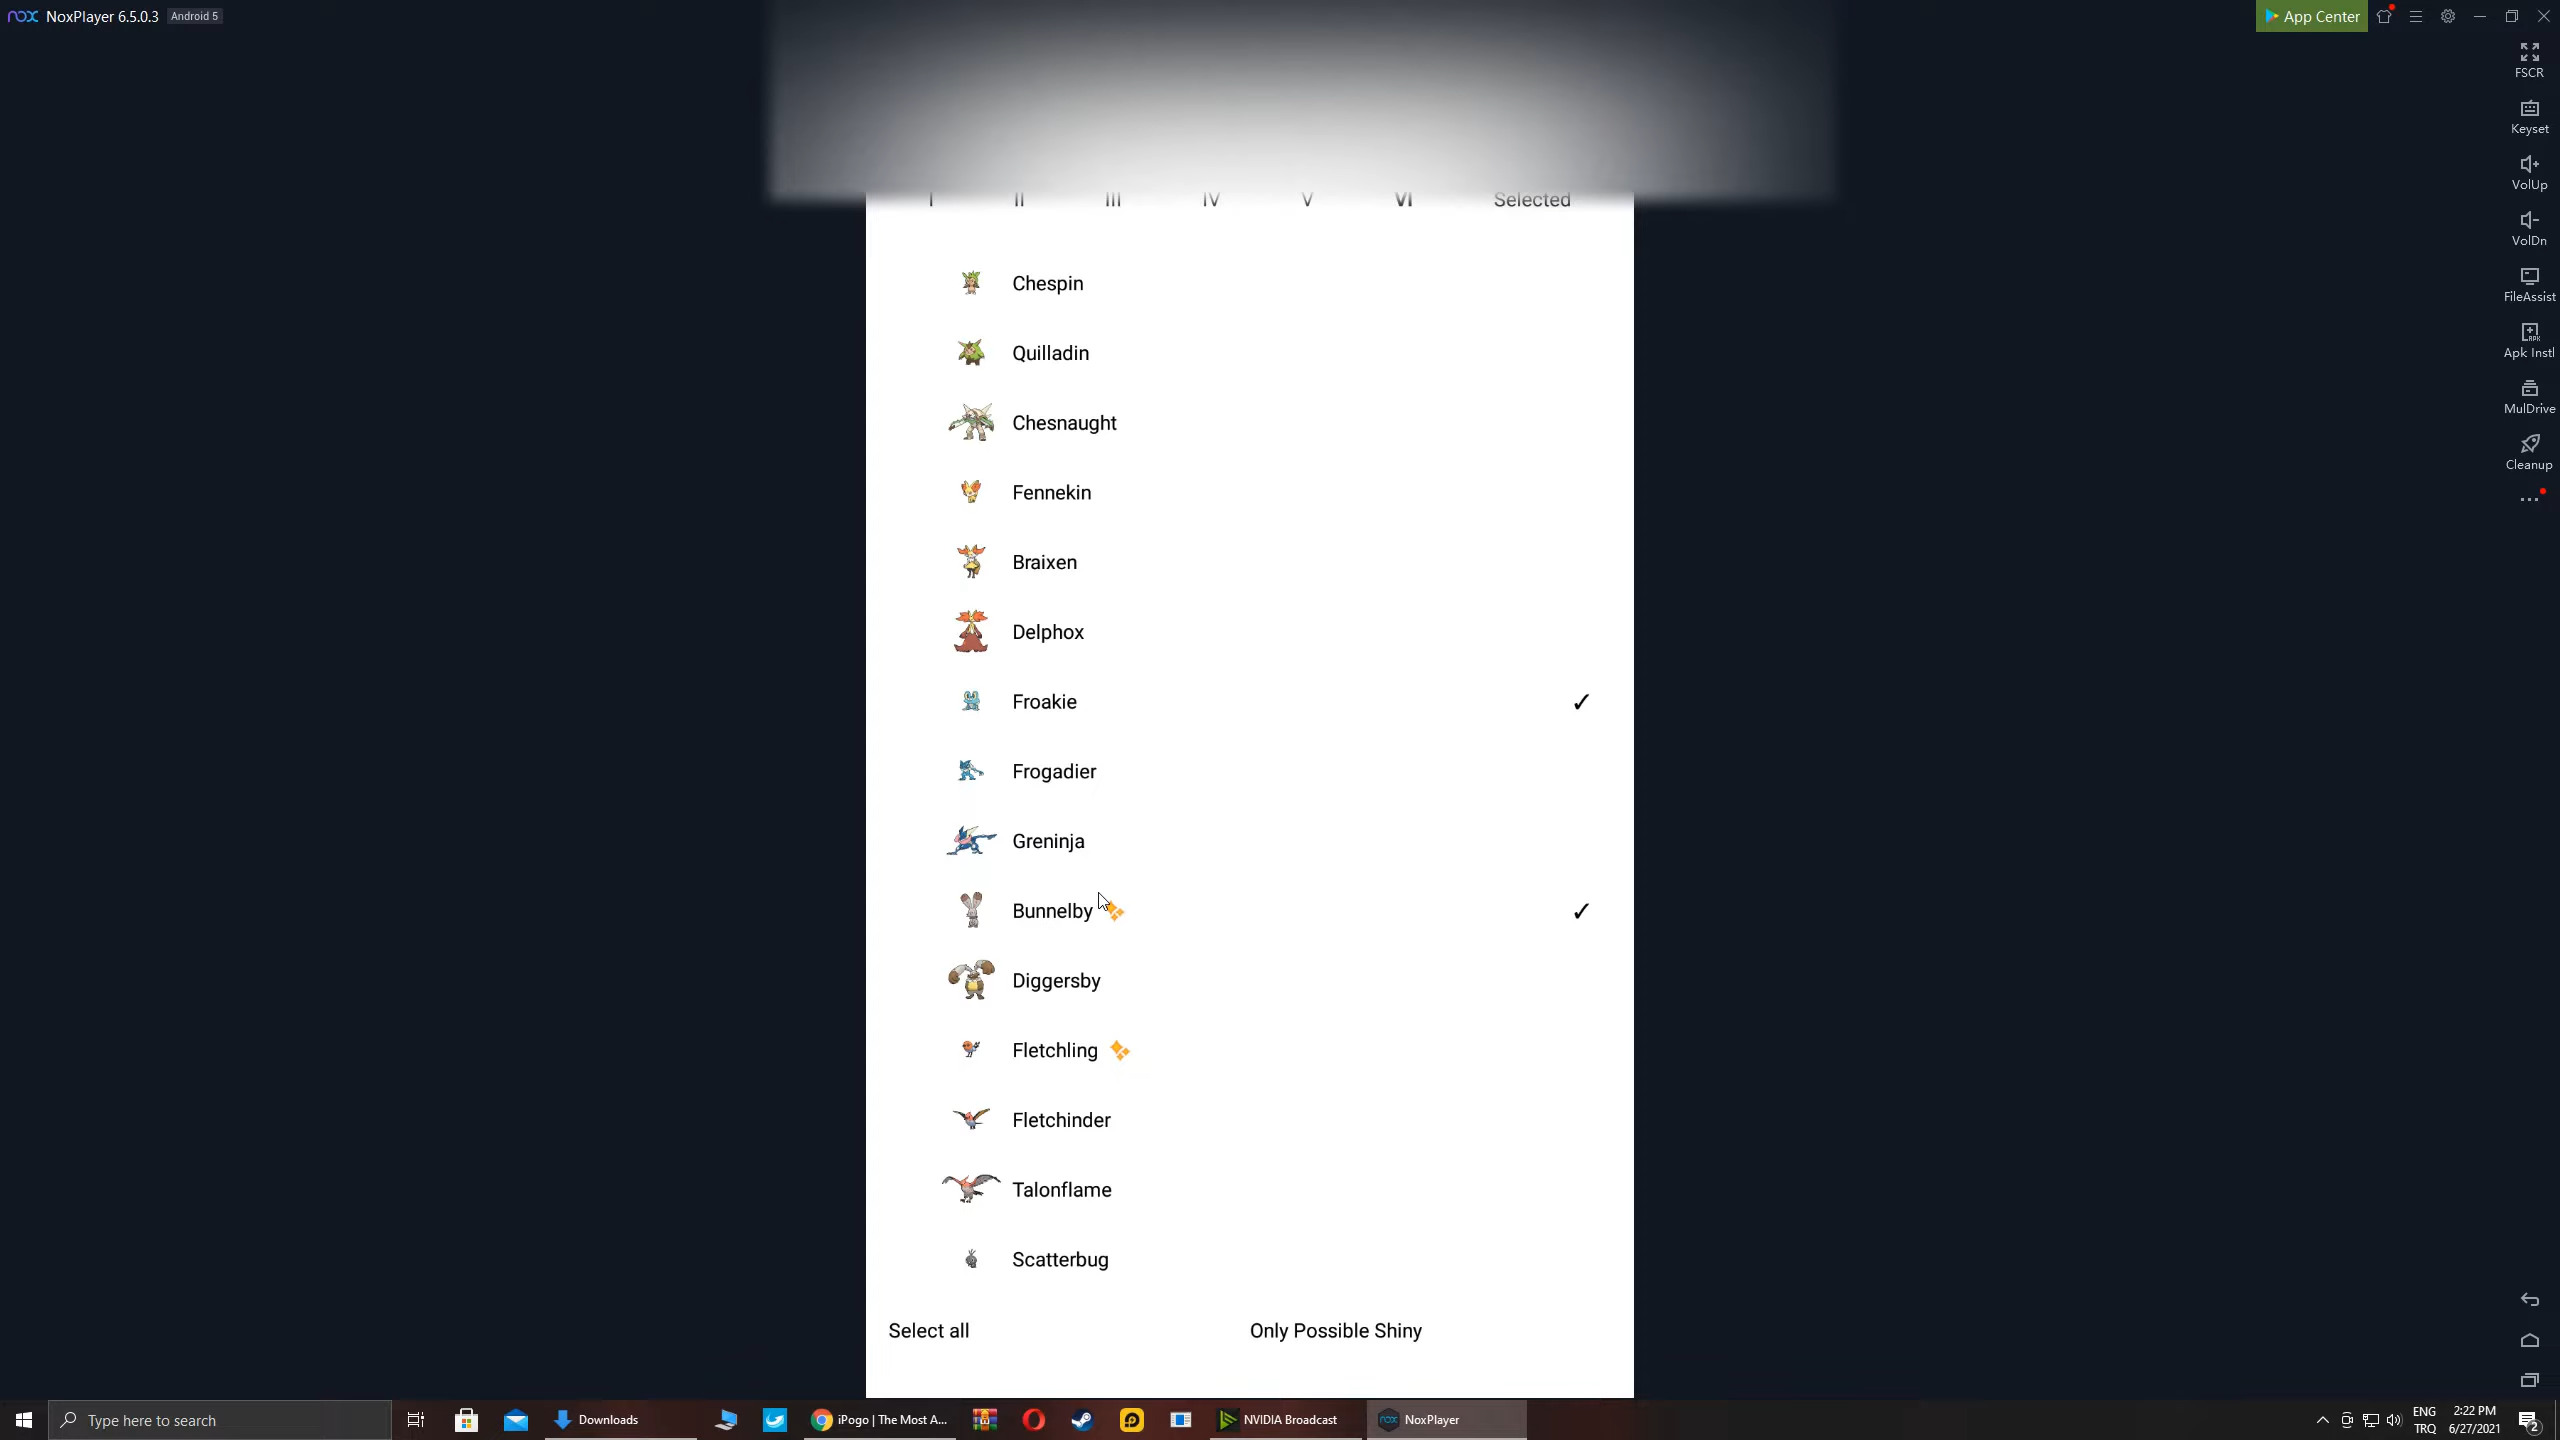 nox NoxPlayer 6.5.0.3 Android 5
App Center
FSCR
Keyset
VolUp
VolDn
FileAssist
Apk Instl
MulDrive
Cleanup
I II III IV V VI Selected
Chespin
Quilladin
Chesnaught
Fennekin
Braixen
Delphox
Froakie ✓
Frogadier
Greninja
Bunnelby ✓
Diggersby
Fletchling
Fletchinder
Talonflame
Scatterbug
Select all Only Possible Shiny
Type here to search
Downloads
iPogo | The Most A...
NVIDIA Broadcast
nox NoxPlayer
ENG
TRQ
2:22 PM
6/27/2021
2